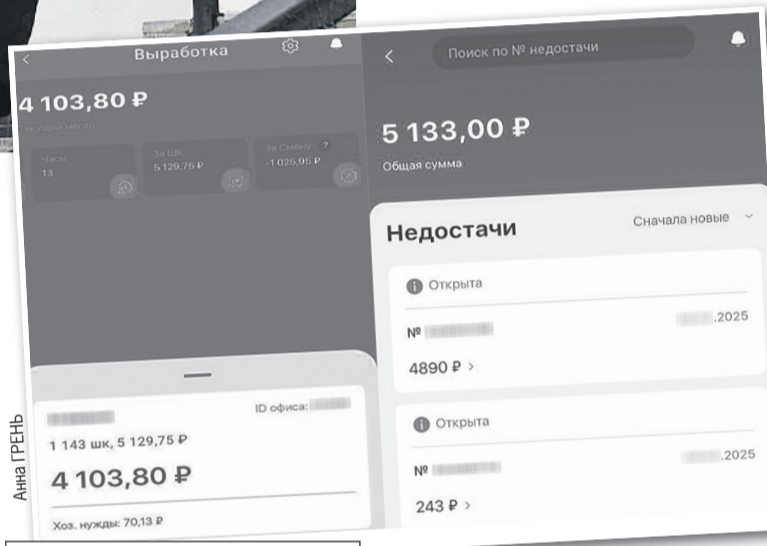 Выработка
4 103,80 ₽
Текущий месяц
Часы
13
За ШК
5 129,75 ₽
За Смену ?
-1 025,95 ₽
ID офиса:
1 143 шк, 5 129,75 ₽
4 103,80 ₽
Хоз. нужды: 70,13 ₽
Поиск по № недостачи
5 133,00 ₽
Общая сумма
Недостачи
Сначала новые
Открыта
№
.2025
4890 ₽ >
Открыта
№
.2025
243 ₽ >
Анна ГРЕНЬ